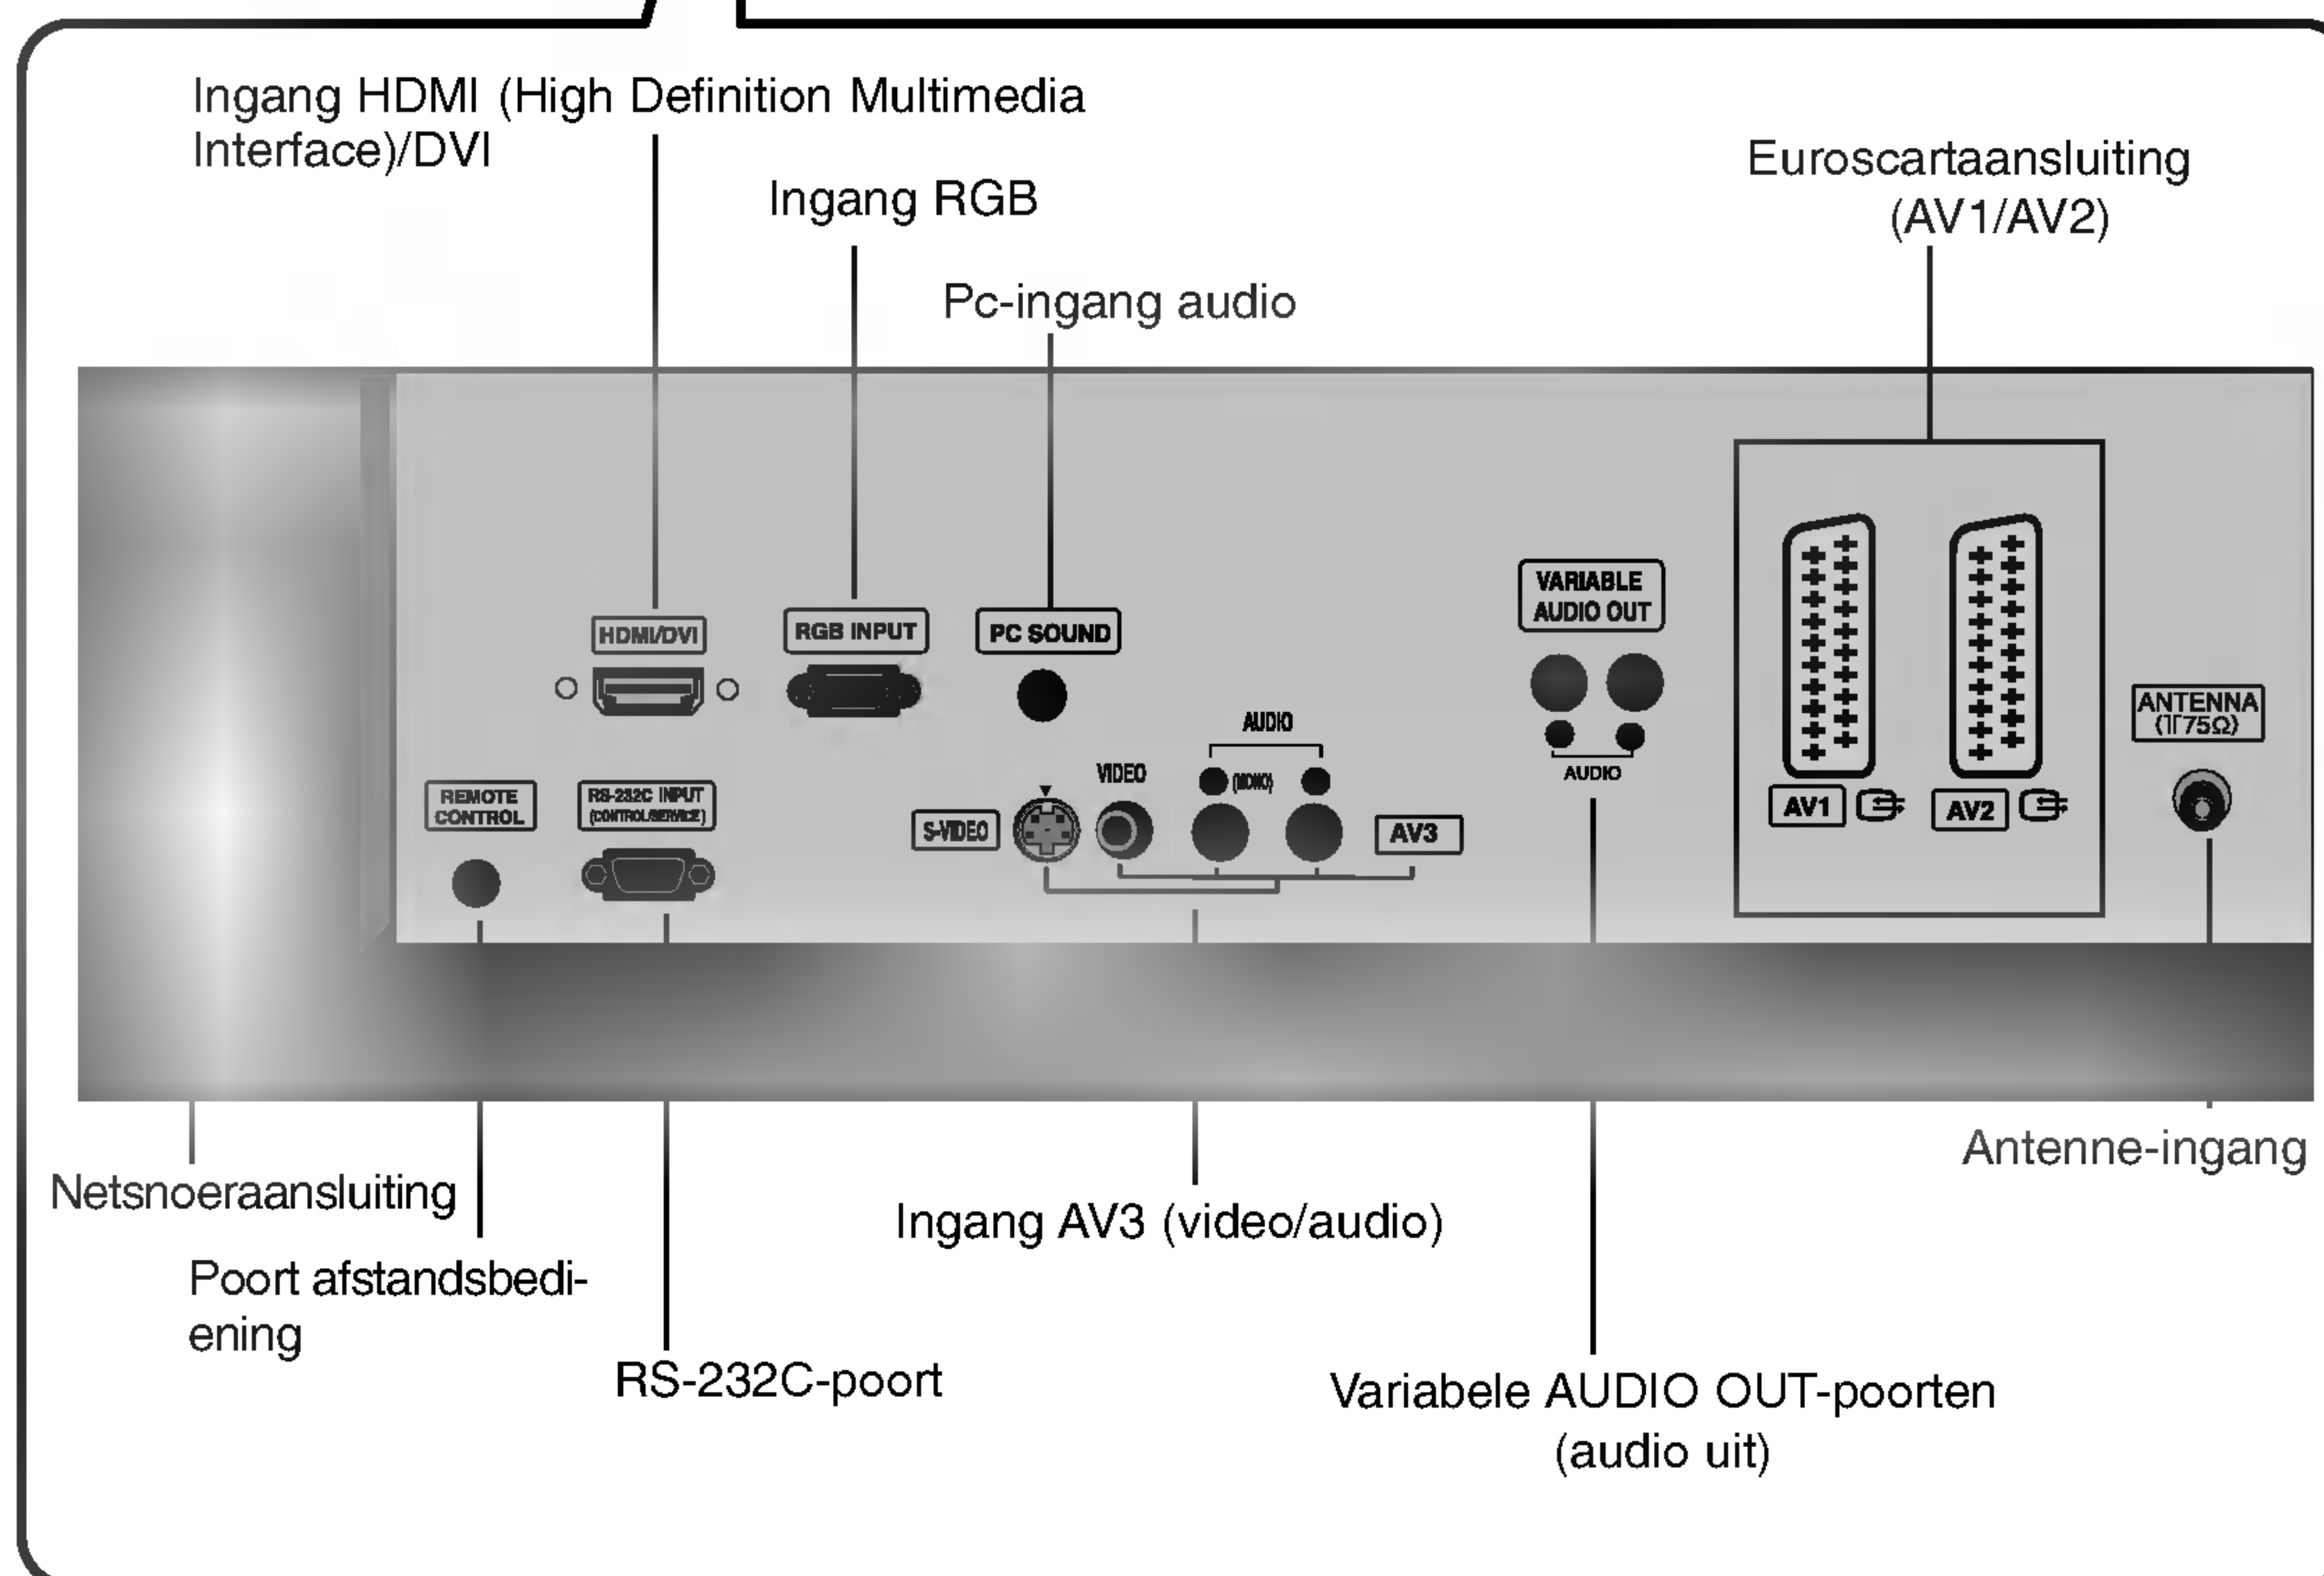 Ingang HDMI (High Definition Multimedia
Interface)/DVI
Ingang RGB
Pc-ingang audio
Euroscartaansluiting
(AV1/AV2)
HDMI/DVI
RGB INPUT
PC SOUND
VARIABLE
AUDIO OUT
AUDIO
ANTENNA
(75Ω)
AV1
AV2
REMOTE
CONTROL
RS-232C INPUT
(CONTROL/SERVICE)
S-VIDEO
VIDEO
AUDIO
(MONO)
AV3
Netsnoeraansluiting
Poort afstandsbedi-
ening
RS-232C-poort
Ingang AV3 (video/audio)
Variabele AUDIO OUT-poorten
(audio uit)
Antenne-ingang